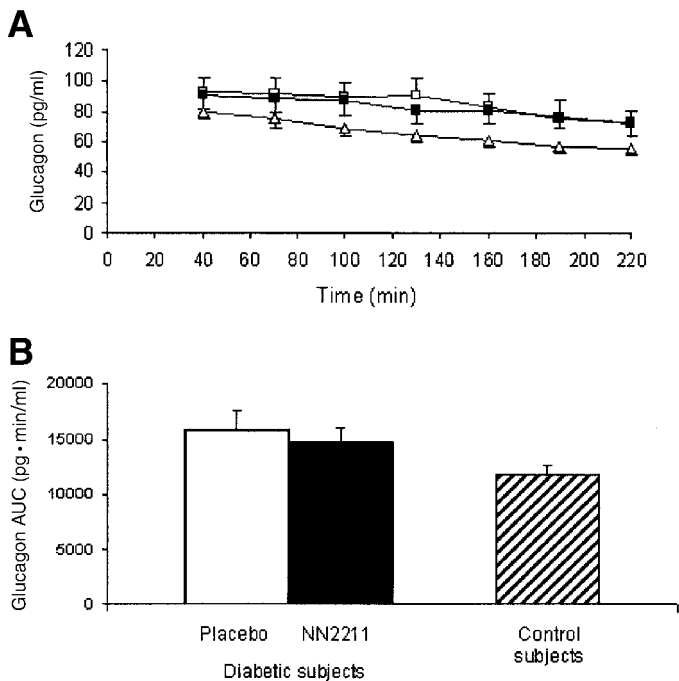 A
Glucagon (pg/ml)
120
100
80
60
40
20
0
0 20 40 60 80 100 120 140 160 180 200 220
Time (min)
B
Glucagon AUC (pg•min/ml)
20000
15000
10000
5000
0
Placebo NN2211 Control
subjects
Diabetic subjects